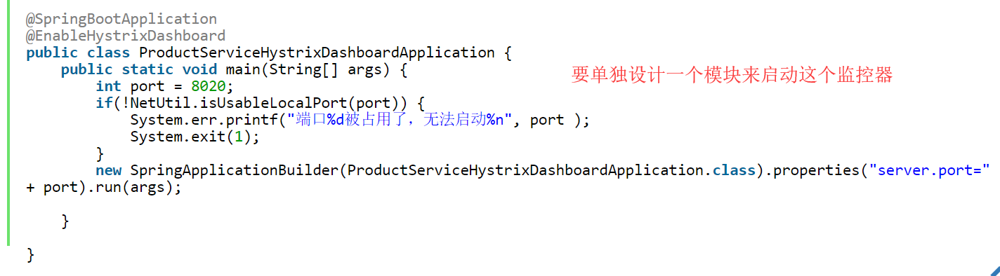 @SpringBootApplication
@EnableHystrixDashboard
public class ProductServiceHystrixDashboardApplication {
    public static void main(String[] args) {
要单独设计一个模块来启动这个监控器
        int port = 8020;
        if(!NetUtil.isUsableLocalPort(port)) {
            System.err.printf("端口%d被占用了，无法启动%n", port );
            System.exit(1);
        }
        new SpringApplicationBuilder(ProductServiceHystrixDashboardApplication.class).properties("server.port="
+ port).run(args);
    }
}